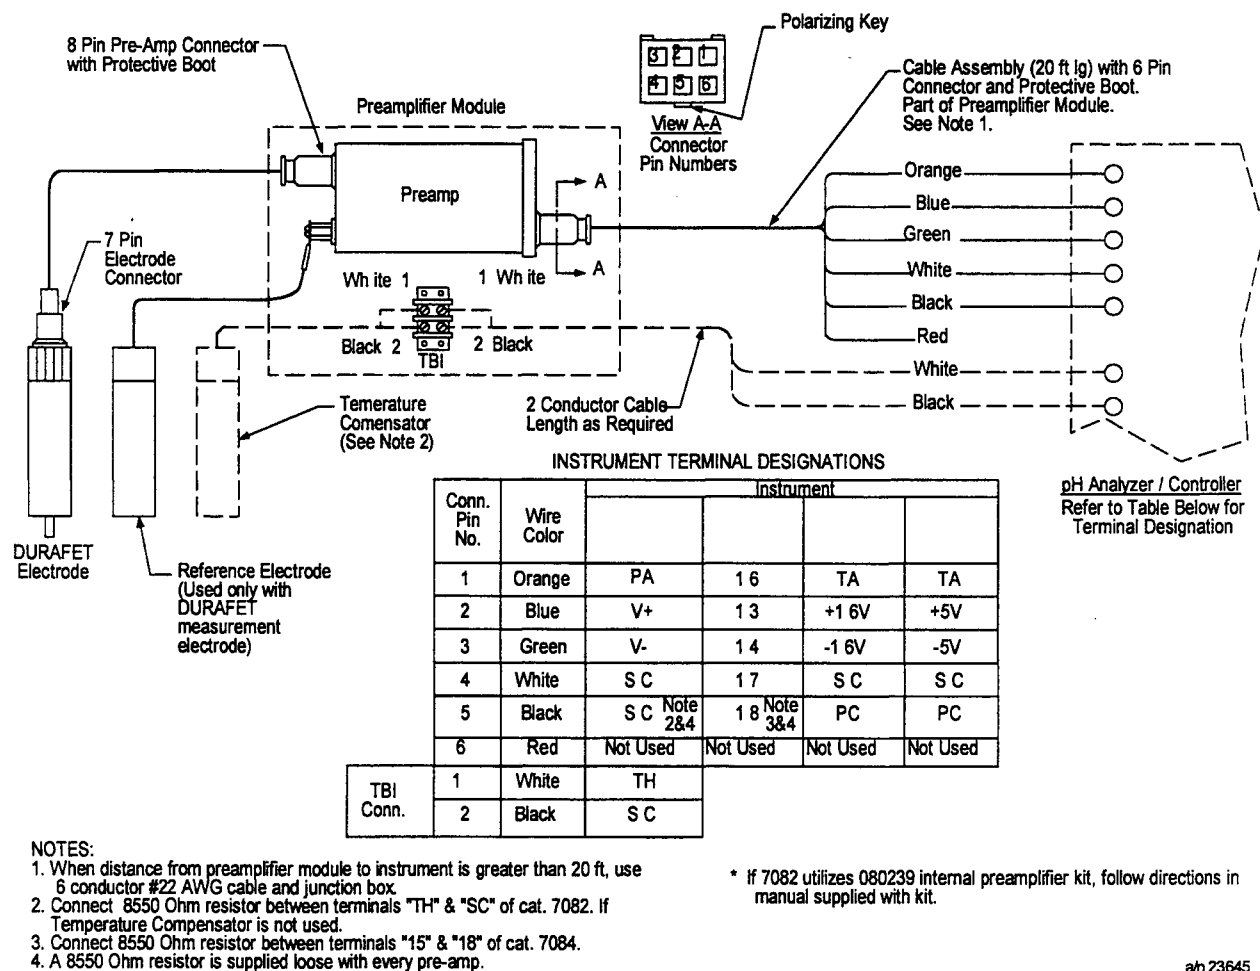 Polarizing Key
8 Pin Pre-Amp Connector
with Protective Boot
3 2 1
4 5 6
Cable Assembly (20 ft lg) with 6 Pin
Connector and Protective Boot.
Part of Preamplifier Module.
See Note 1.
Preamplifier Module
View A-A
Connector
Pin Numbers
Preamp
A
A
7 Pin
Electrode
Connector
Orange
Blue
Green
White
Black
Red
White
Black
Wh ite 1
1 Wh ite
Black 2
2 Black
TBI
Temerature
Comensator
(See Note 2)
2 Conductor Cable
Length as Required
DURAFET
Electrode
Reference Electrode
(Used only with
DURAFET
measurement
electrode)
pH Analyzer / Controller
Refer to Table Below for
Terminal Designation
INSTRUMENT TERMINAL DESIGNATIONS
Conn. Pin No. Wire Color Instrument
1 Orange PA 1 6 TA TA
2 Blue V+ 1 3 +1 6V +5V
3 Green V- 1 4 -1 6V -5V
4 White S C 1 7 S C S C
5 Black S C Note 2&4 1 8 Note 3&4 PC PC
6 Red Not Used Not Used Not Used Not Used
TBI Conn. 1 White TH
2 Black S C
NOTES:
1. When distance from preamplifier module to instrument is greater than 20 ft, use
6 conductor #22 AWG cable and junction box.
2. Connect 8550 Ohm resistor between terminals "TH" & "SC" of cat. 7082. If
Temperature Compensator is not used.
3. Connect 8550 Ohm resistor between terminals "15" & "18" of cat. 7084.
4. A 8550 Ohm resistor is supplied loose with every pre-amp.
* If 7082 utilizes 080239 internal preamplifier kit, follow directions in
manual supplied with kit.
a/n 23645